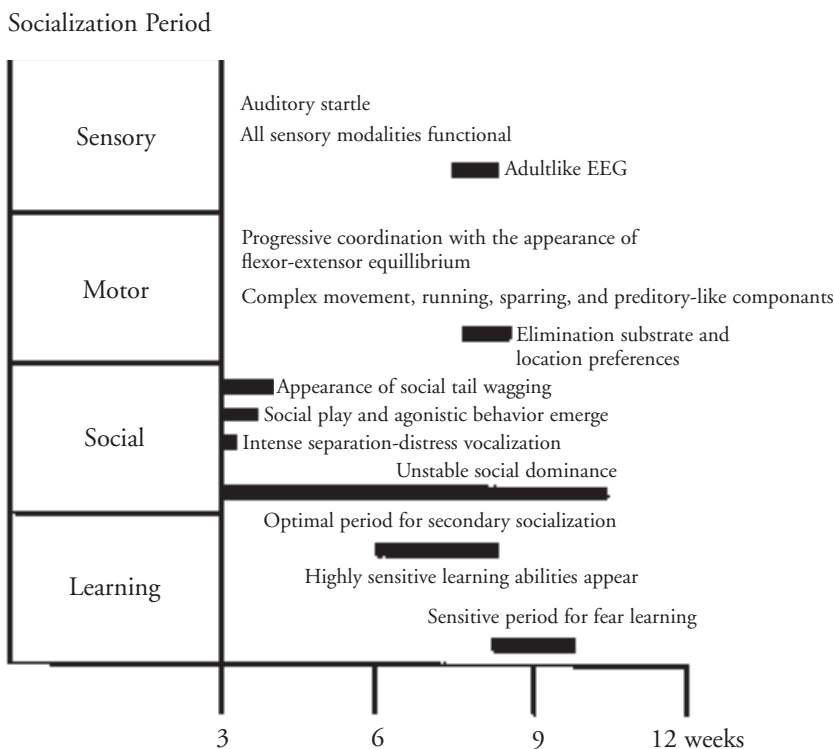 Socialization Period
Sensory
Auditory startle
All sensory modalities functional
Adultlike EEG
Motor
Progressive coordination with the appearance of
flexor-extensor equillibrium
Complex movement, running, sparring, and preditory-like componants
Elimination substrate and
location preferences
Social
Appearance of social tail wagging
Social play and agonistic behavior emerge
Intense separation-distress vocalization
Unstable social dominance
Learning
Optimal period for secondary socialization
Highly sensitive learning abilities appear
Sensitive period for fear learning
3 6 9 12 weeks